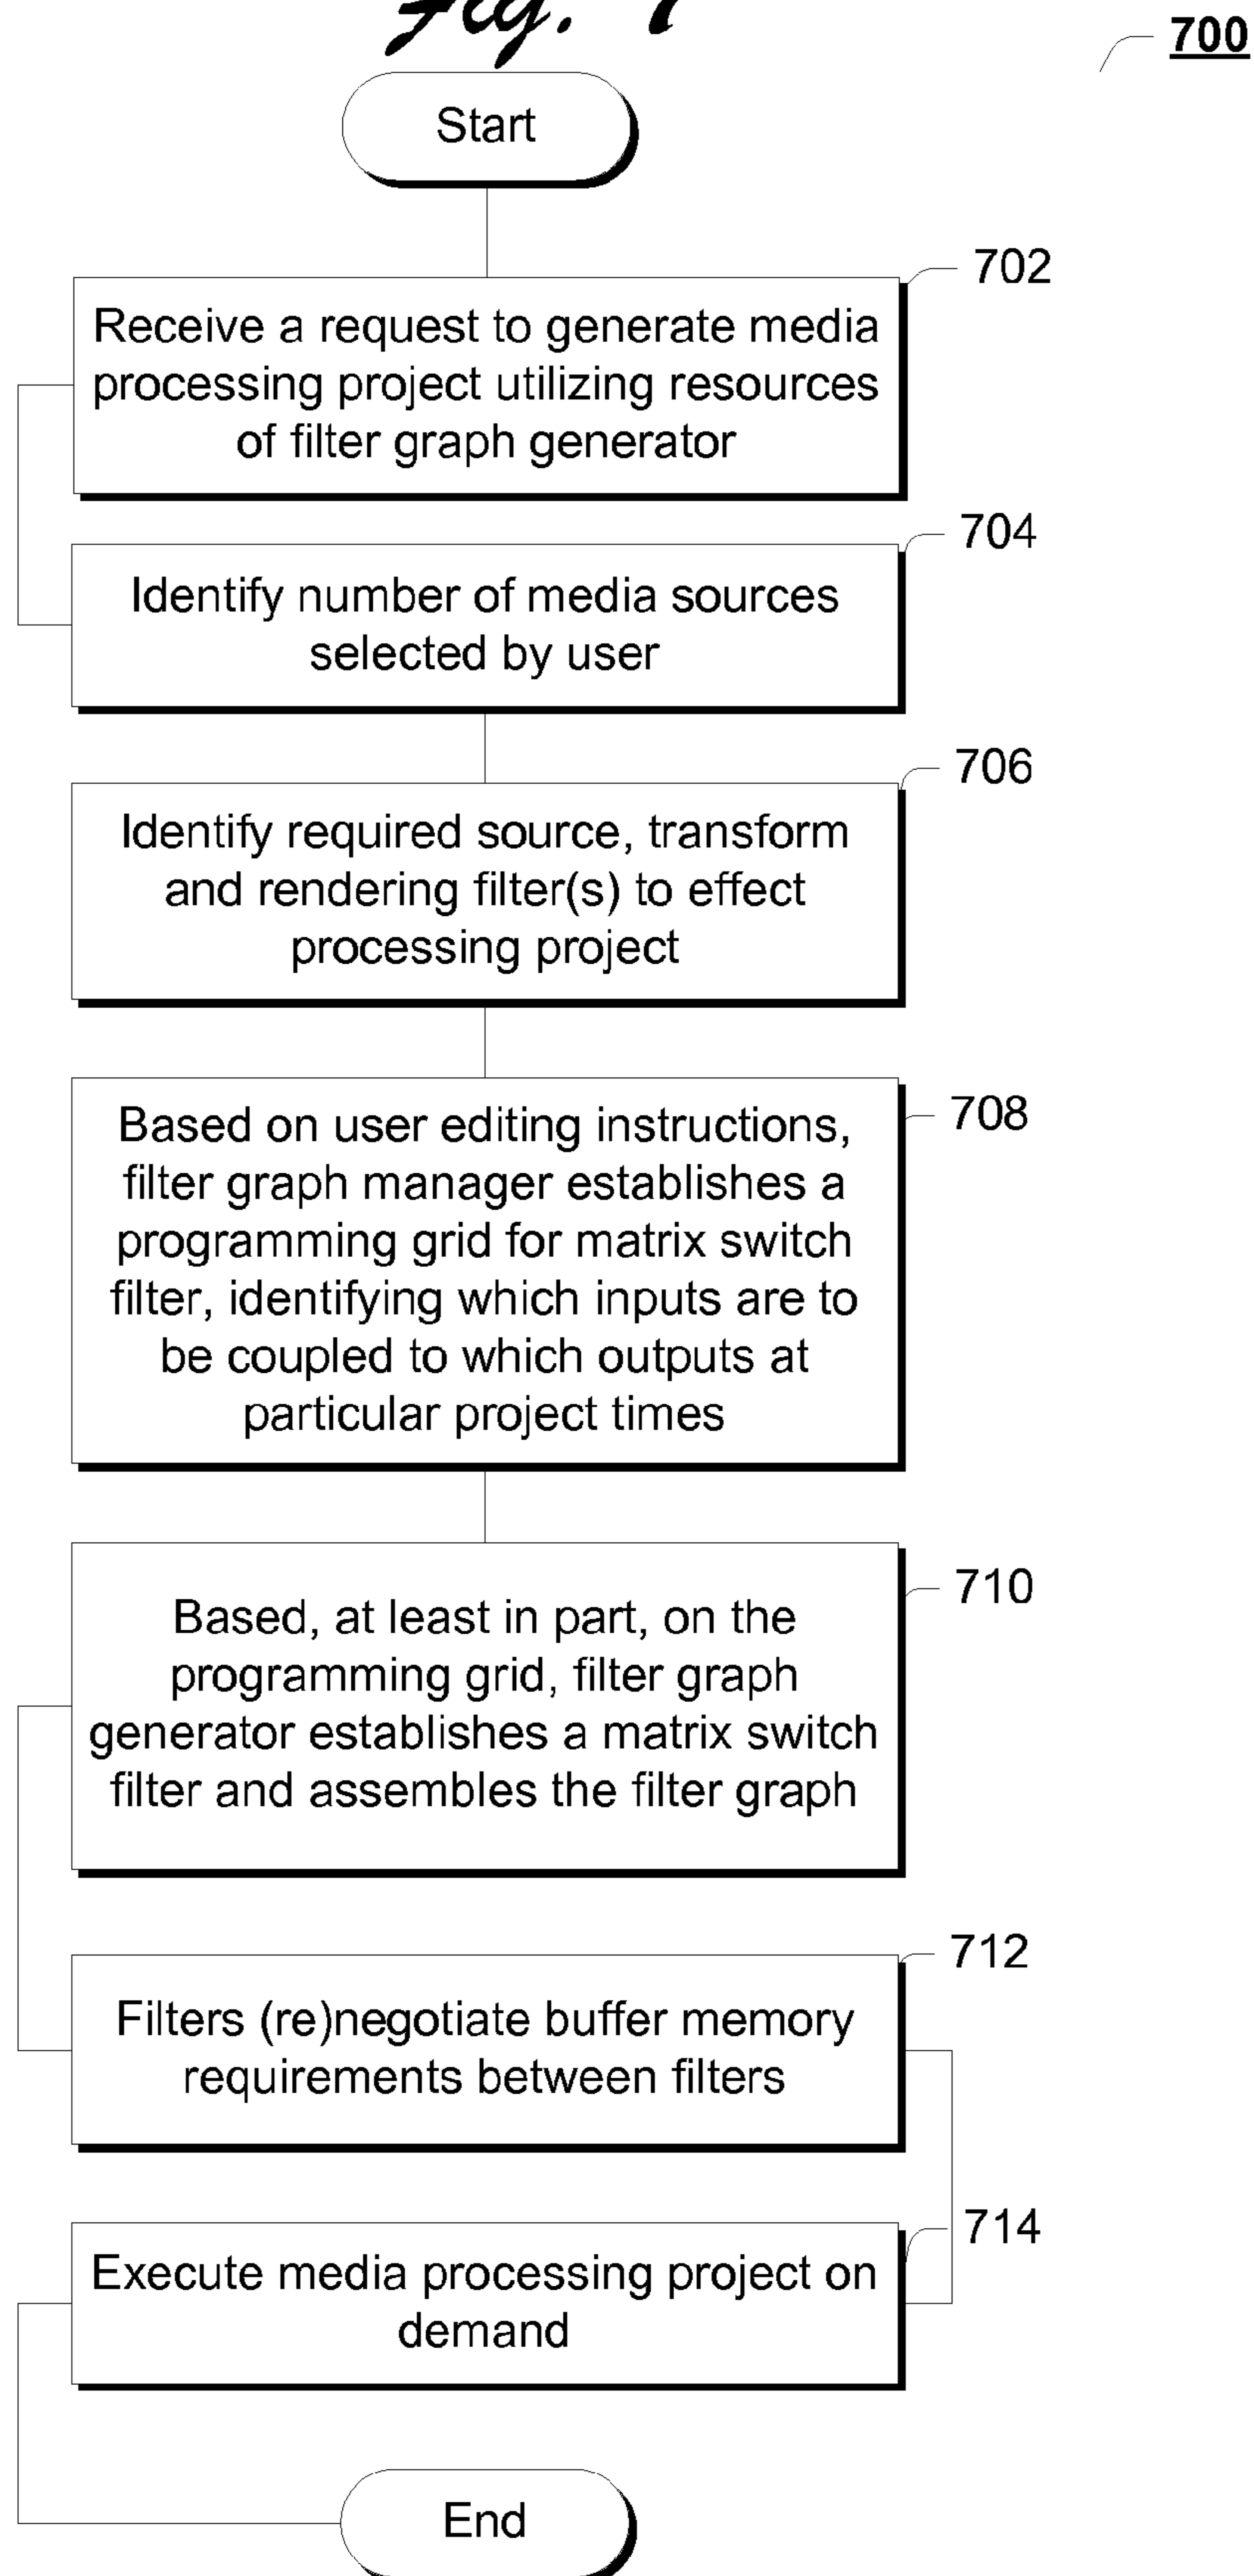 Fig. 7
700
Start
702
Receive a request to generate media
processing project utilizing resources
of filter graph generator
704
Identify number of media sources
selected by user
706
Identify required source, transform
and rendering filter(s) to effect
processing project
708
Based on user editing instructions,
filter graph manager establishes a
programming grid for matrix switch
filter, identifying which inputs are to
be coupled to which outputs at
particular project times
710
Based, at least in part, on the
programming grid, filter graph
generator establishes a matrix switch
filter and assembles the filter graph
712
Filters (re)negotiate buffer memory
requirements between filters
714
Execute media processing project on
demand
End